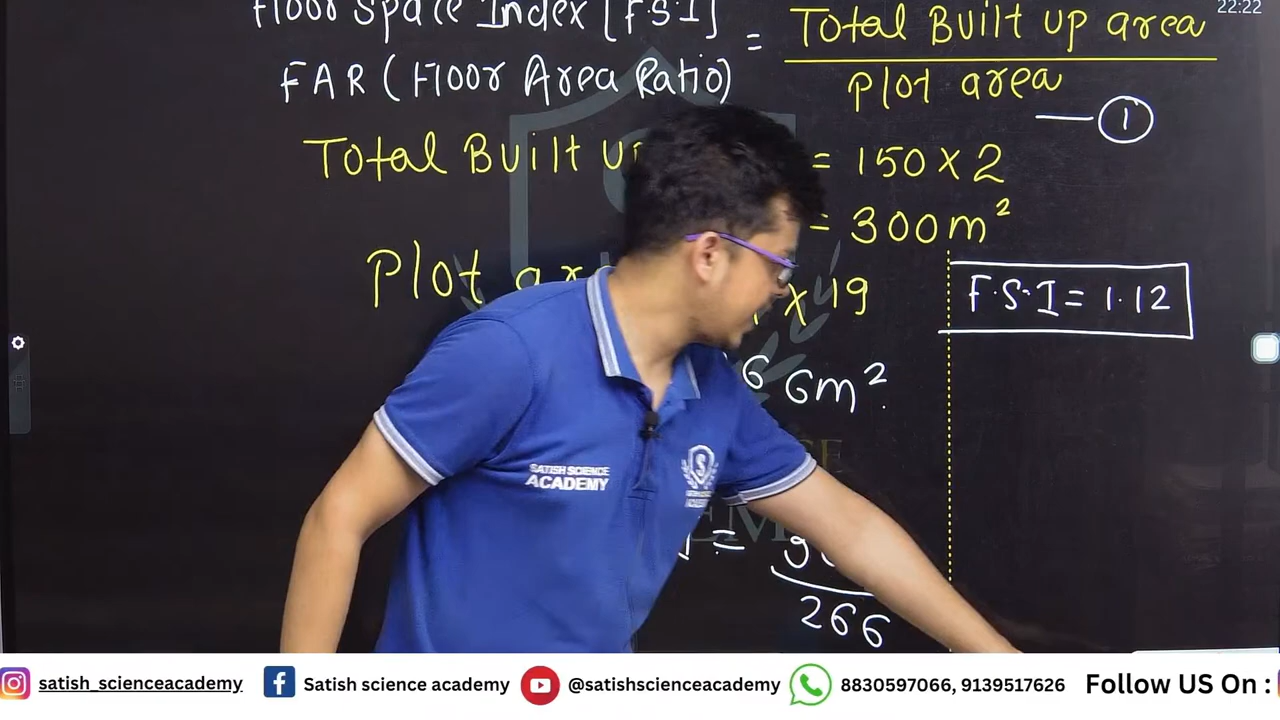 22:22
Floor Space Index [F.S.I]
FAR (Floor Area Ratio)
= Total Built up area
Plot area
1
Total Built = 150 x 2
= 300m²
Plot x 19
F.S.I = 1.12
6 6m²
SATISH SCIENCE
ACADEMY
S
=
266
satish_scienceacademy
Satish science academy
@satishscienceacademy
8830597066, 9139517626
Follow US On :